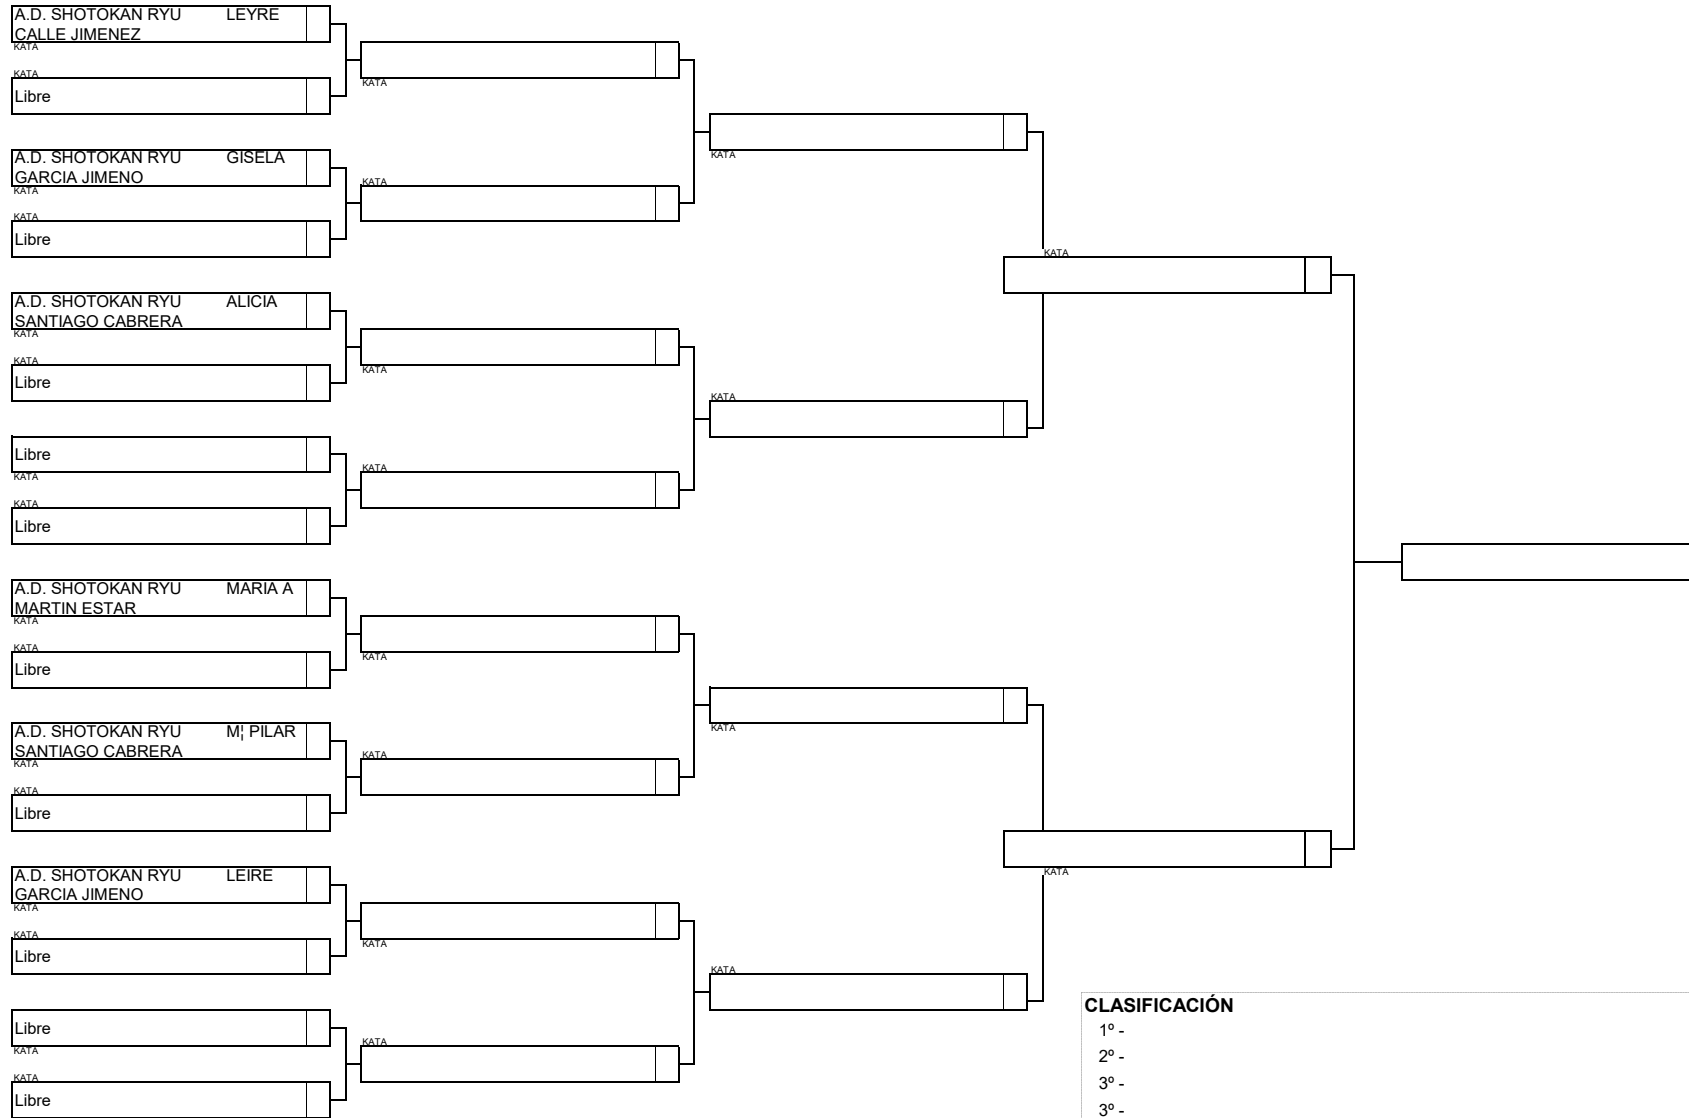 A.D. SHOTOKAN RYU LEYRE
CALLE JIMENEZ
KATA
KATA
Libre
A.D. SHOTOKAN RYU GISELA
GARCIA JIMENO
KATA
KATA
Libre
A.D. SHOTOKAN RYU ALICIA
SANTIAGO CABRERA
KATA
KATA
Libre
Libre
KATA
KATA
Libre
A.D. SHOTOKAN RYU MARIA A
MARTIN ESTAR
KATA
KATA
Libre
A.D. SHOTOKAN RYU M¦ PILAR
SANTIAGO CABRERA
KATA
KATA
Libre
A.D. SHOTOKAN RYU LEIRE
GARCIA JIMENO
KATA
KATA
Libre
Libre
KATA
KATA
Libre
KATA
KATA
KATA
KATA
KATA
KATA
KATA
KATA
KATA
KATA
KATA
KATA
KATA
KATA
CLASIFICACIÓN
1º -
2º -
3º -
3º -